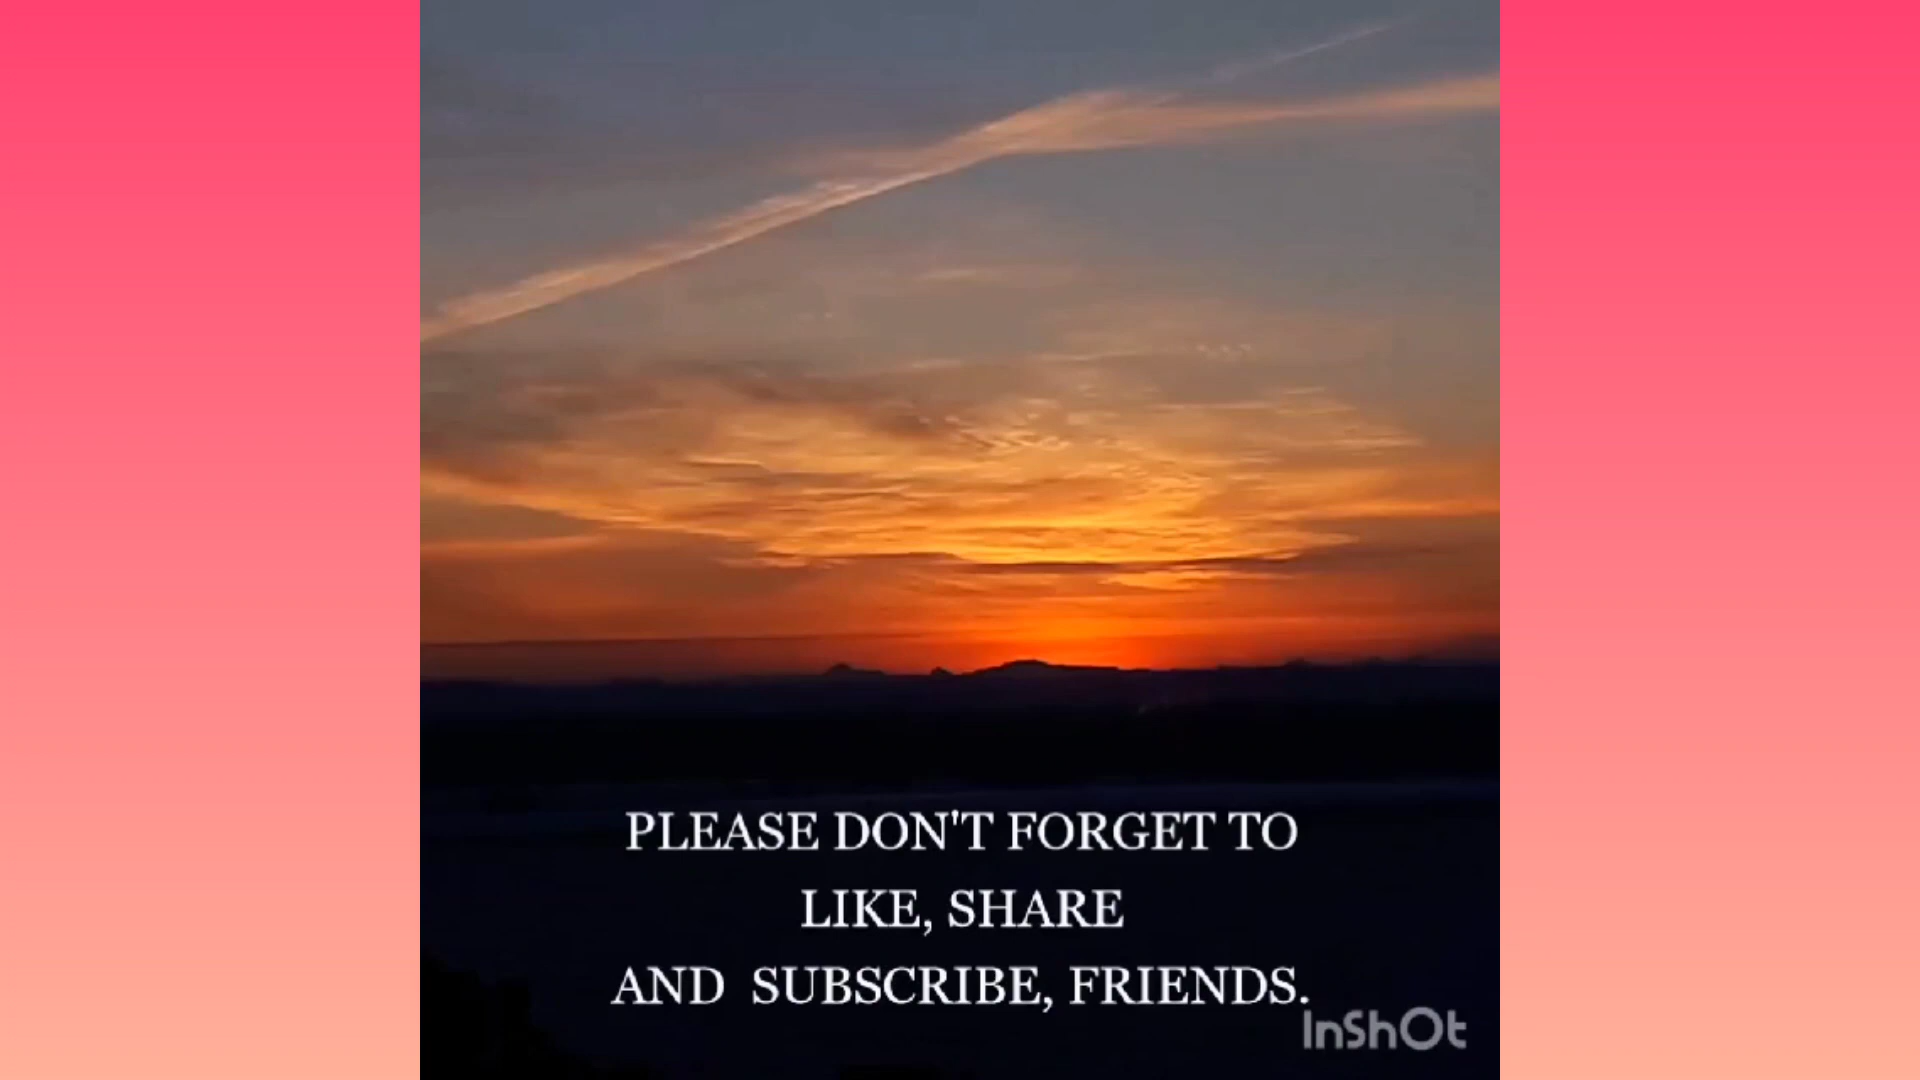 PLEASE DON'T FORGET TO
LIKE, SHARE
AND  SUBSCRIBE, FRIENDS.
InShOt